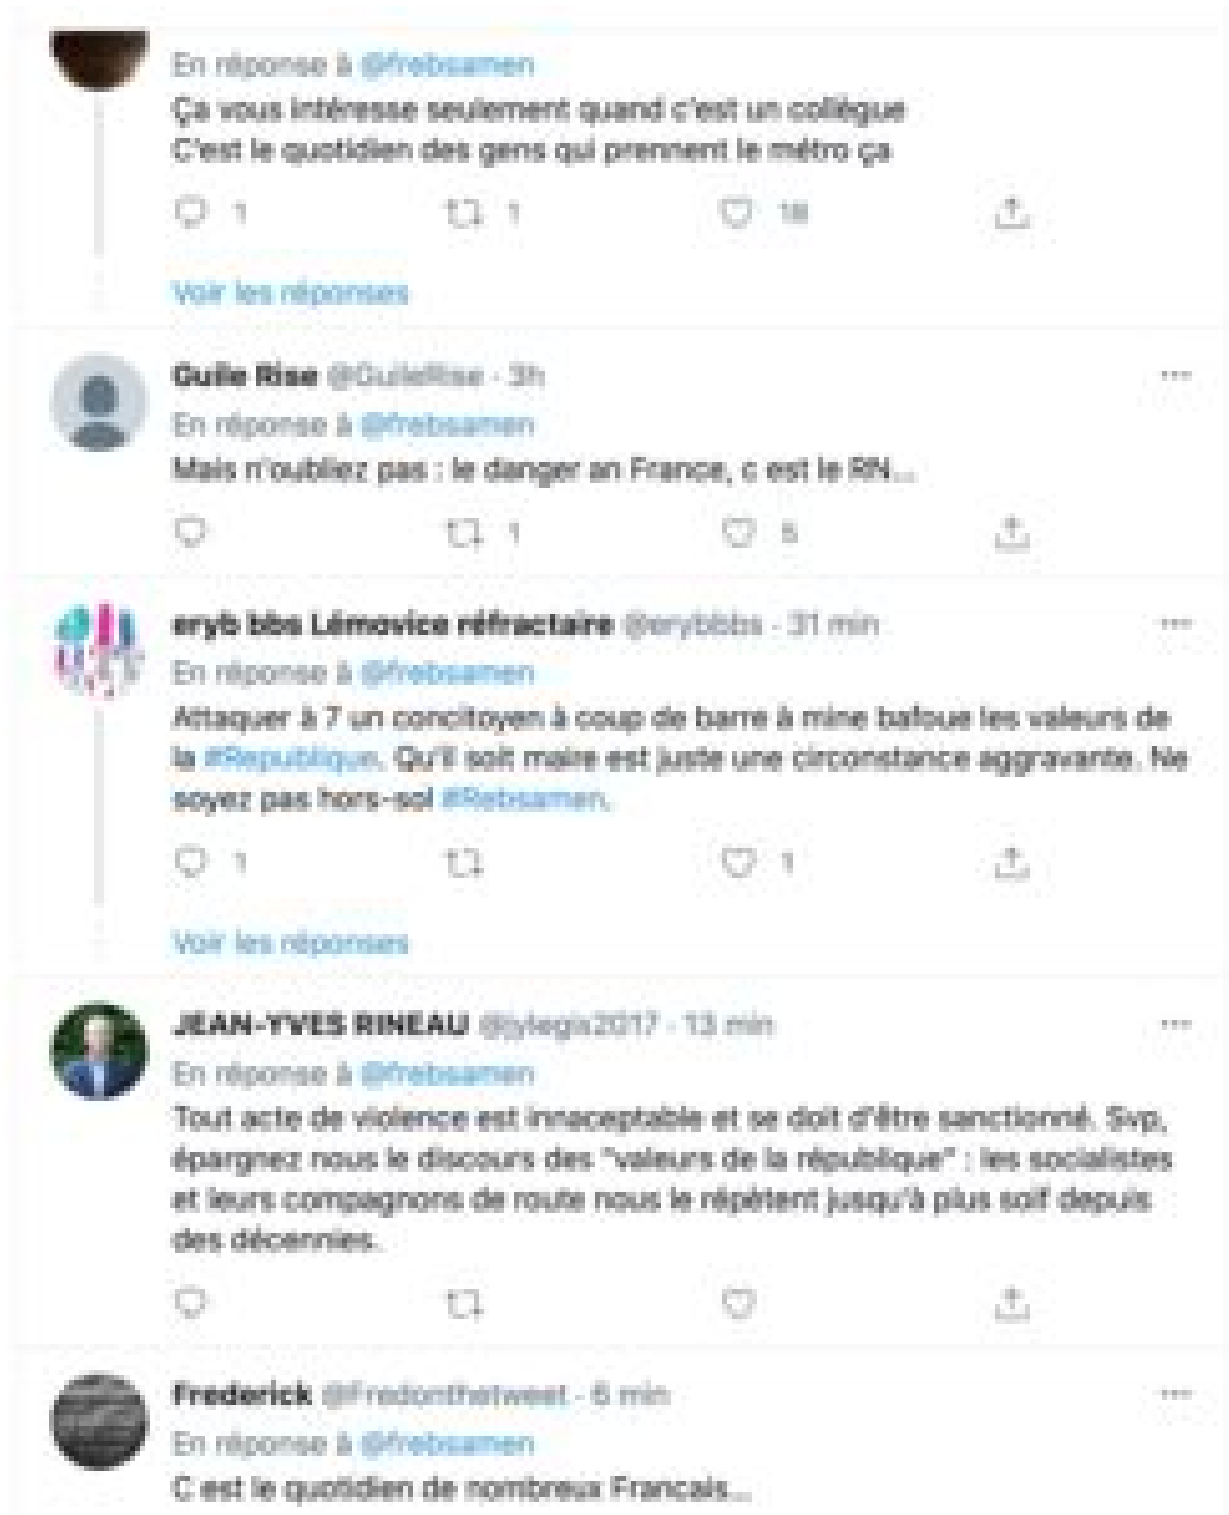 En réponse à @frebsamen
Ça vous intéresse seulement quand c'est un collègue
C'est le quotidien des gens qui prennent le métro ça
1 1 18
Voir les réponses
Guile Rise @GuileRise · 3h
En réponse à @frebsamen
Mais n'oubliez pas : le danger an France, c est le RN...
1 5
eryb bbs Lémovice réfractaire @erybbbs · 31 min
En réponse à @frebsamen
Attaquer à 7 un concitoyen à coup de barre à mine bafoue les valeurs de
la #Republique. Qu'il soit maire est juste une circonstance aggravante. Ne
soyez pas hors-sol #Rebsamen.
1 1
Voir les réponses
JEAN-YVES RINEAU @jylegis2017 · 13 min
En réponse à @frebsamen
Tout acte de violence est innaceptable et se doit d'être sanctionné. Svp,
épargnez nous le discours des "valeurs de la république" : les socialistes
et leurs compagnons de route nous le répètent jusqu'à plus soif depuis
des décennies.
Frederick @Fredonthetweet · 6 min
En réponse à @frebsamen
C est le quotidien de nombreux Francais...